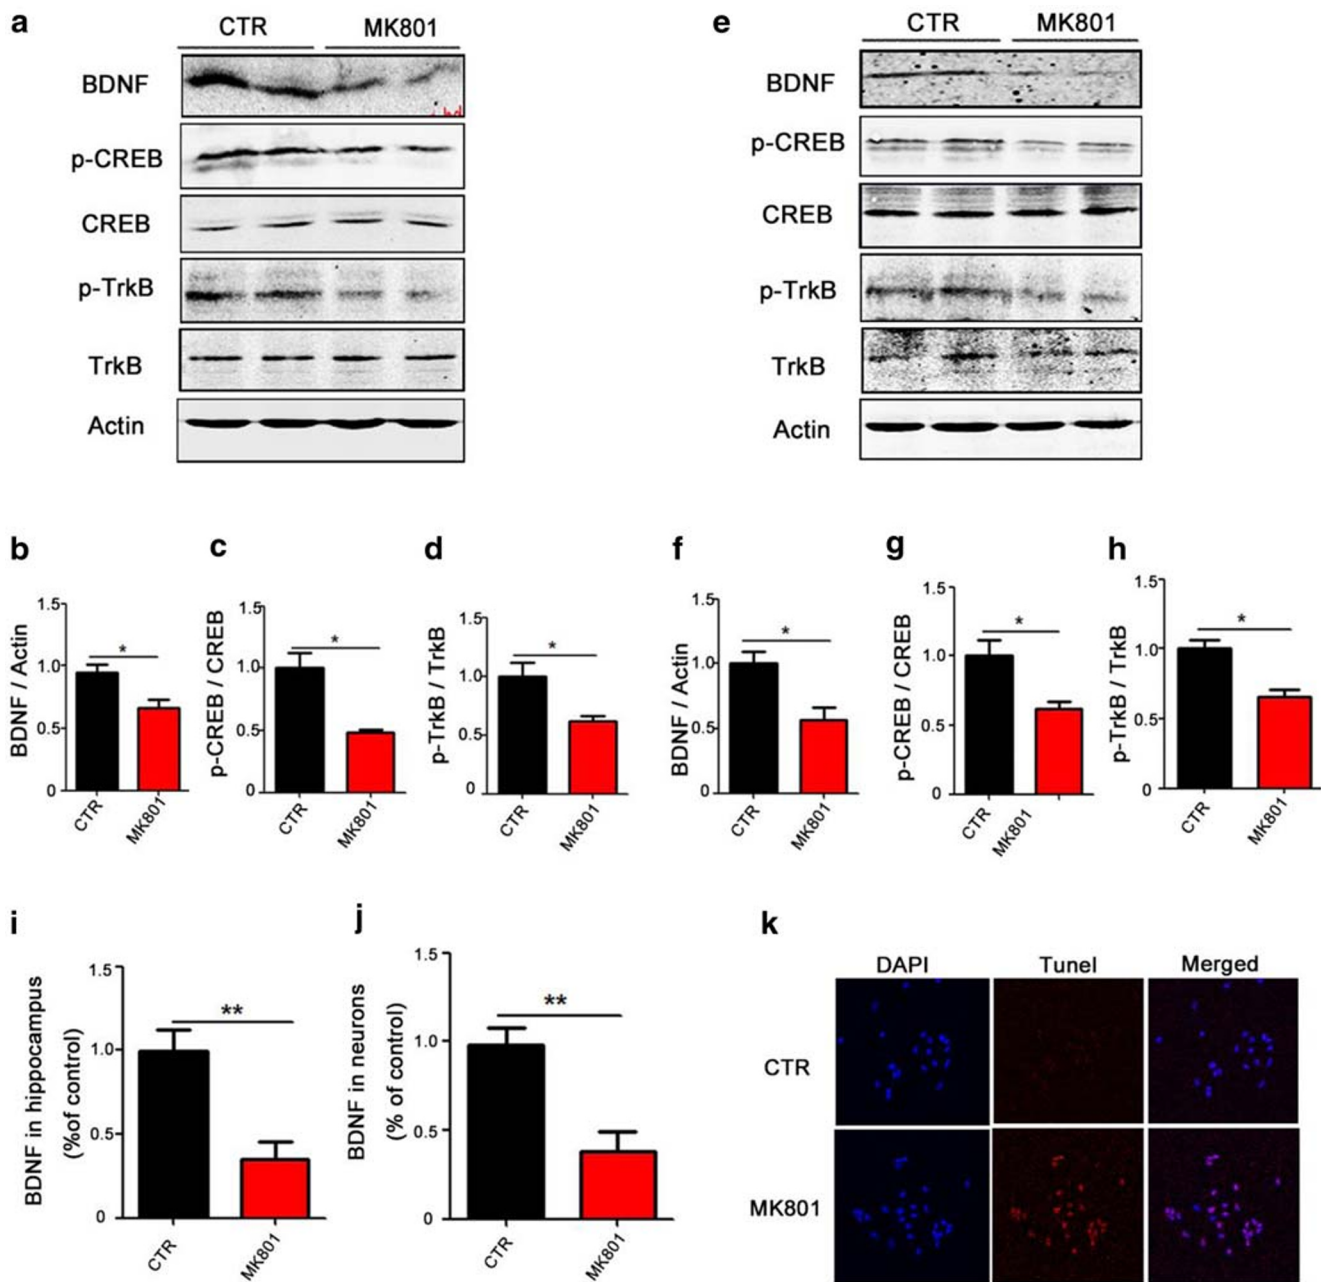 a
CTR MK801
BDNF
p-CREB
CREB
p-TrkB
TrkB
Actin
e
CTR MK801
BDNF
p-CREB
CREB
p-TrkB
TrkB
Actin
b
BDNF / Actin
1.5
1.0
0.5
0
*
CTR
MK801
c
p-CREB / CREB
1.5
1.0
0.5
0
*
CTR
MK801
d
p-TrkB / TrkB
1.5
1.0
0.5
0
*
CTR
MK801
f
BDNF / Actin
1.5
1.0
0.5
0
*
CTR
MK801
g
p-CREB / CREB
1.5
1.0
0.5
0
*
CTR
MK801
h
p-TrkB / TrkB
1.5
1.0
0.5
0
*
CTR
MK801
i
BDNF in hippocampus
(%of control)
1.5
1.0
0.5
0
**
CTR
MK801
j
BDNF in neurons
(% of control)
1.5
1.0
0.5
0
**
CTR
MK801
k
DAPI Tunel Merged
CTR
MK801